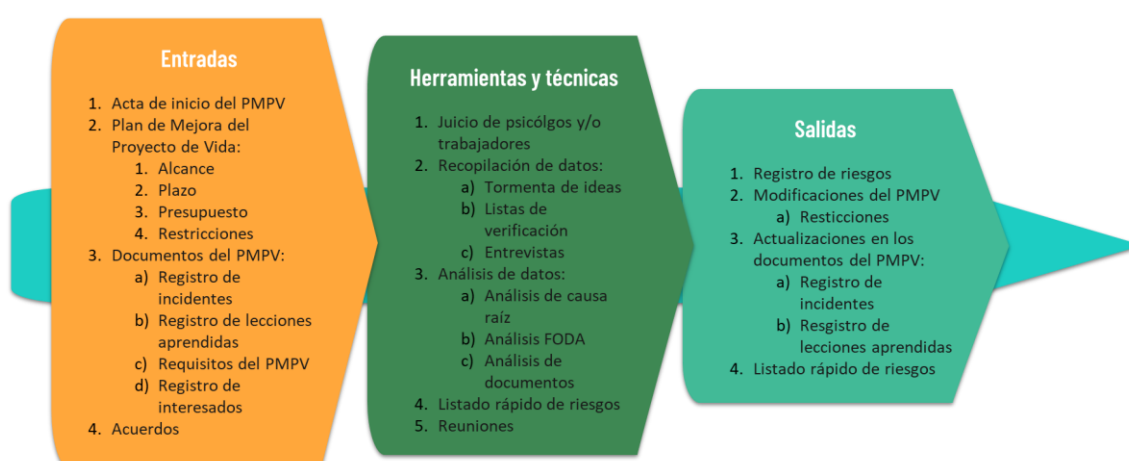 Entradas
1. Acta de inicio del PMPV
2. Plan de Mejora del
Proyecto de Vida:
1. Alcance
2. Plazo
3. Presupuesto
4. Restricciones
3. Documentos del PMPV:
a) Registro de
incidentes
b) Registro de lecciones
aprendidas
c) Requisitos del PMPV
d) Registro de
interesados
4. Acuerdos
Herramientas y técnicas
1. Juicio de psicólgos y/o
trabajadores
2. Recopilación de datos:
a) Tormenta de ideas
b) Listas de
verificación
c) Entrevistas
3. Análisis de datos:
a) Análisis de causa
raíz
b) Análisis FODA
c) Análisis de
documentos
4. Listado rápido de riesgos
5. Reuniones
Salidas
1. Registro de riesgos
2. Modificaciones del PMPV
a) Resticciones
3. Actualizaciones en los
documentos del PMPV:
a) Registro de
incidentes
b) Resgistro de
lecciones aprendidas
4. Listado rápido de riesgos